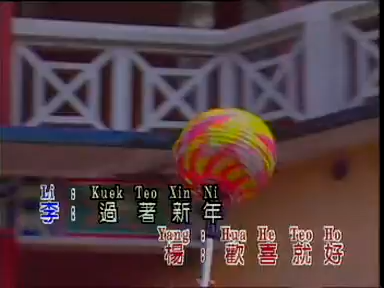 Li : Kuek Teo Xin Ni
李 : 過著新年
Yang : Hua He Teo Ho
楊 : 歡喜就好